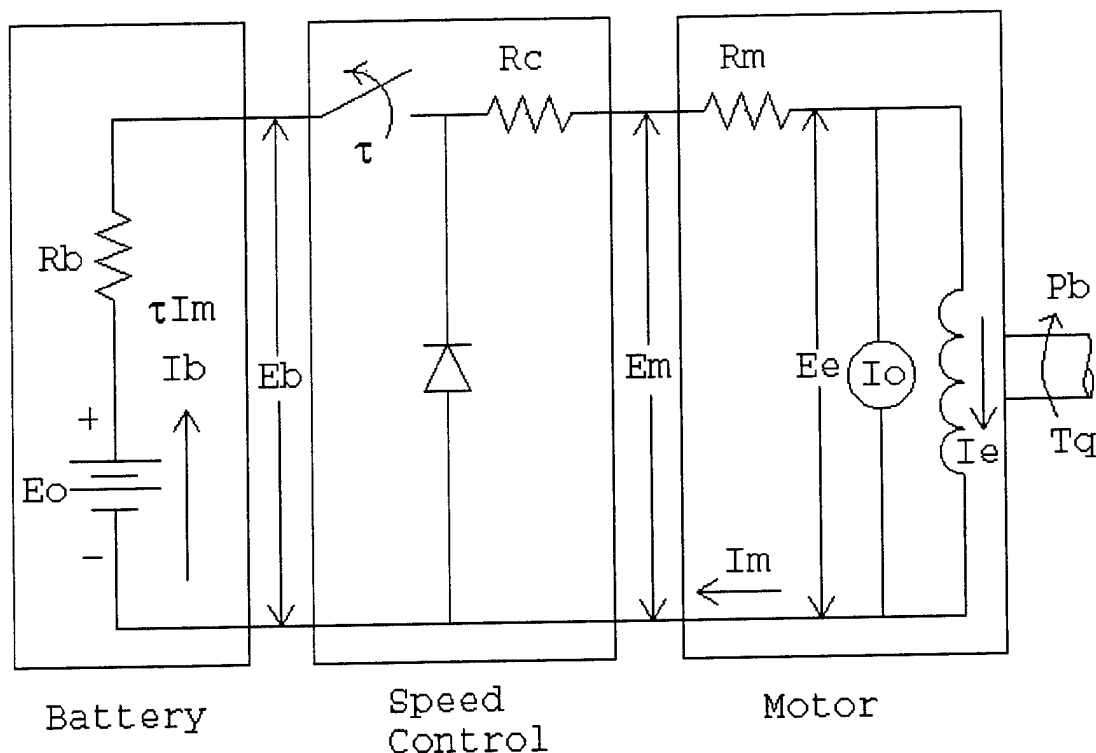 Rc
Rm
τ
Rb
τIm
Ib
Eb
Em
Ee
Io
Ie
Pb
Tq
+
Eo
−
Im
Battery
Speed
Control
Motor